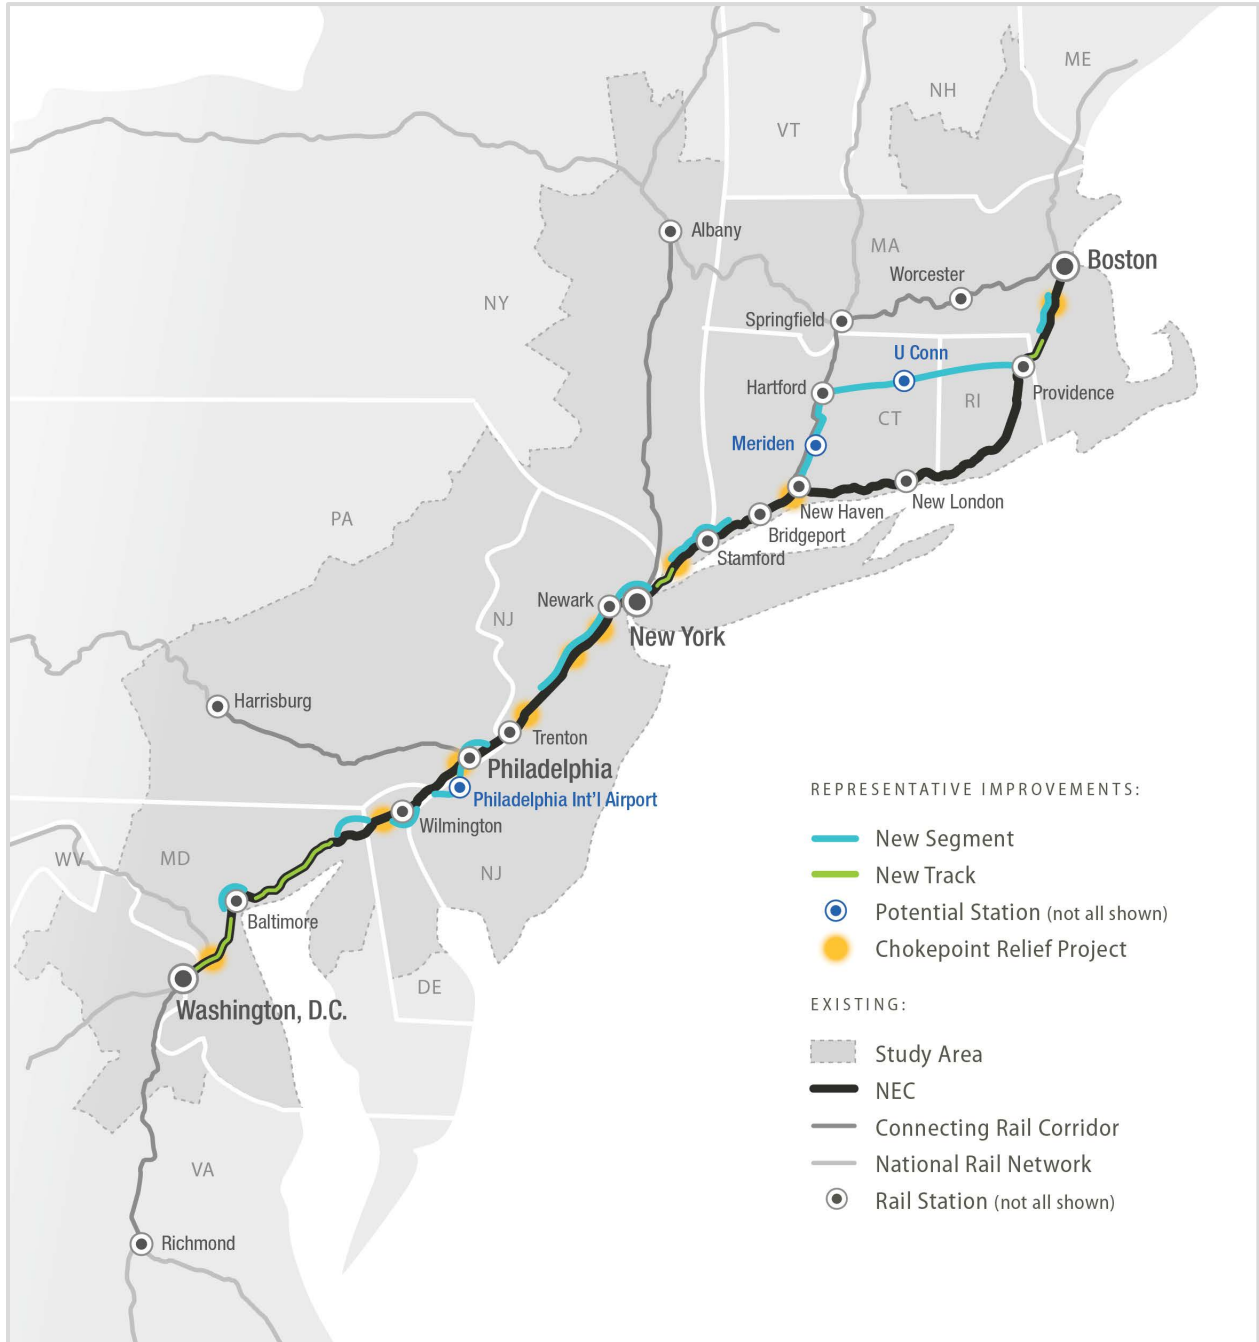 ME
NH
VT
Albany
MA
Boston
Worcester
NY
Springfield
U Conn
Hartford
Providence
RI
CT
Meriden
New London
New Haven
Bridgeport
PA
Stamford
Newark
NJ
New York
Harrisburg
Trenton
Philadelphia
Philadelphia Int'l Airport
Wilmington
WV
MD
NJ
Baltimore
DE
Washington, D.C.
VA
Richmond
REPRESENTATIVE IMPROVEMENTS:
New Segment
New Track
Potential Station (not all shown)
Chokepoint Relief Project
EXISTING:
Study Area
NEC
Connecting Rail Corridor
National Rail Network
Rail Station (not all shown)